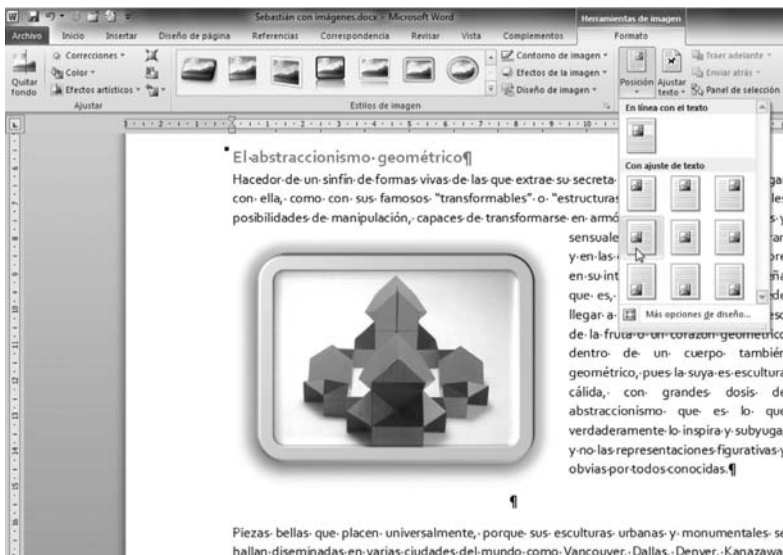 Sebastián con imágenes.docx - Microsoft Word
Herramientas de imagen
Archivo Inicio Insertar Diseño de página Referencias Correspondencia Revisar Vista Complementos Formato
Quitar fondo
Correcciones
Color
Efectos artísticos
Ajustar
Estilos de imagen
Contorno de imagen
Efectos de la imagen
Diseño de imagen
Posición
Ajustar texto
Traer adelante
Enviar atrás
Panel de selección
En línea con el texto
Con ajuste de texto
Más opciones de diseño...
El abstraccionismo geométrico¶
Hacedor de un sinfín de formas vivas de las que extrae su secreta
con ella, como con sus famosos "transformables" o "estructuras
posibilidades de manipulación, capaces de transformarse en
y en las
que es,
llegar a
de la fruta o un corazón geométrico
dentro de un cuerpo también
geométrico, pues la suya es escultura
cálida, con grandes dosis de
abstraccionismo que es lo que
verdaderamente lo inspira y subyuga
y no las representaciones figurativas y
obvias por todos conocidas.¶
¶
Piezas bellas que placen universalmente, porque sus esculturas urbanas y monumentales se
hallan diseminadas en varias ciudades del mundo como Vancouver, Dallas, Denver, Kanazawa